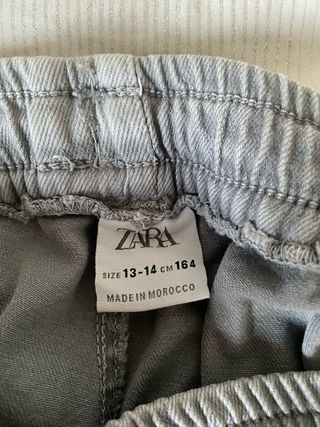 ZARA
SIZE 13-14 CM 164
MADE IN MOROCCO